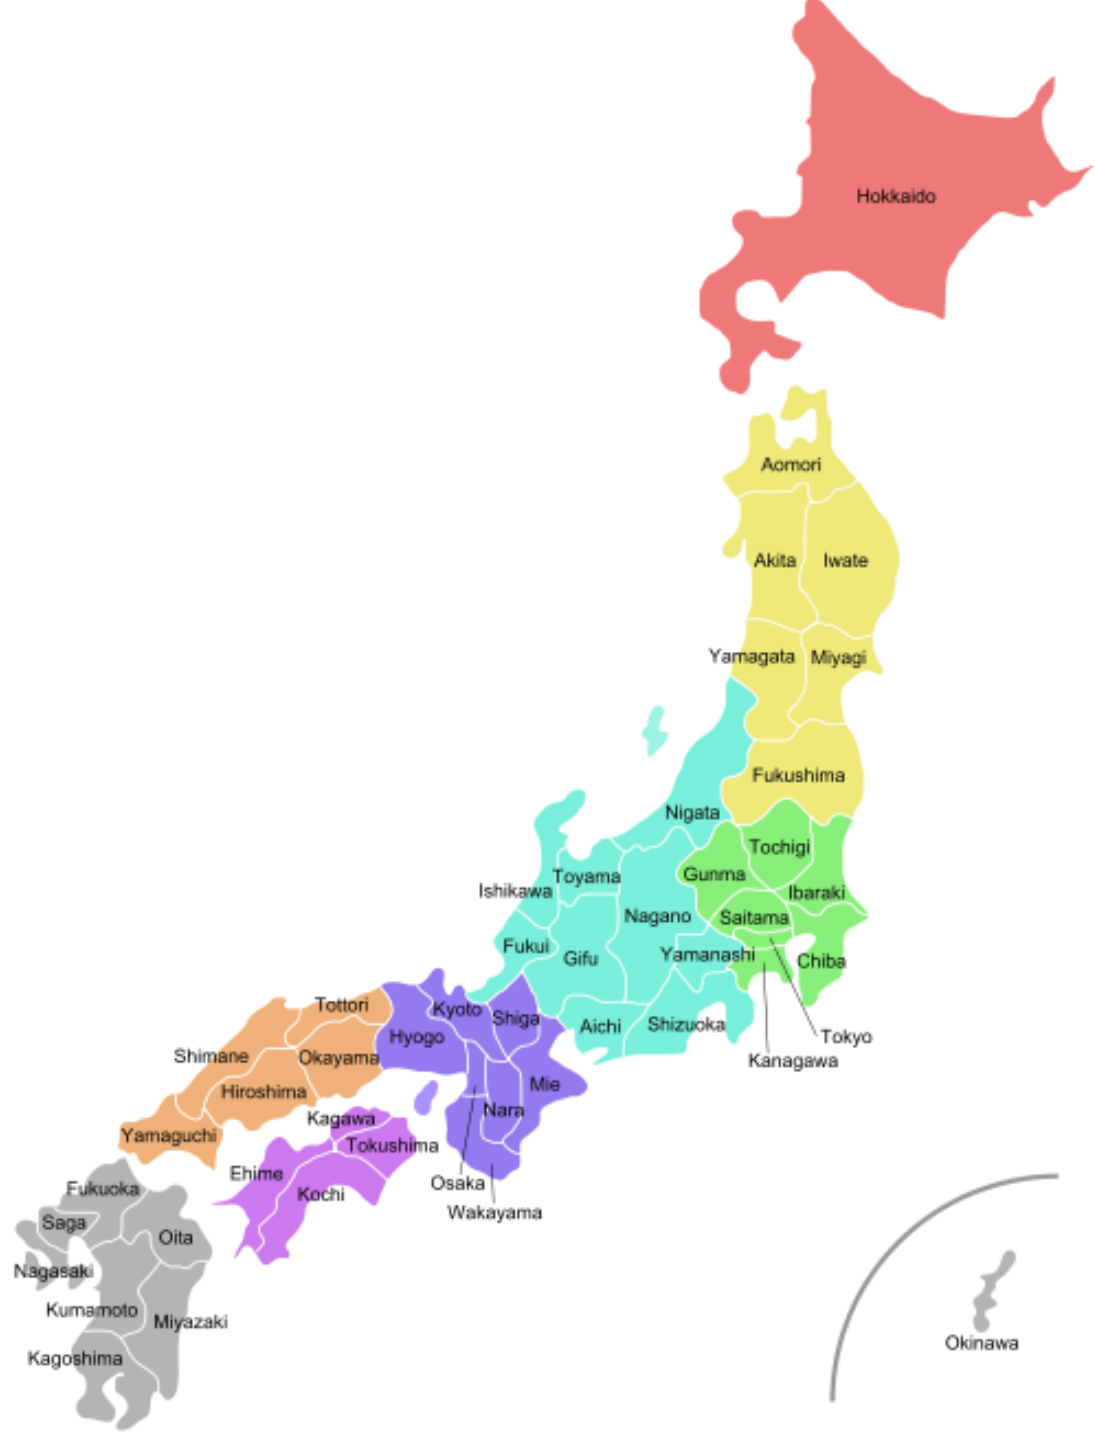 Hokkaido
Aomori
Akita
Iwate
Yamagata
Miyagi
Fukushima
Nigata
Tochigi
Gunma
Toyama
Ishikawa
Ibaraki
Nagano
Saitama
Fukui
Gifu
Yamanashi
Chiba
Tottori
Kyoto
Shiga
Aichi
Shizuoka
Hyogo
Tokyo
Shimane
Okayama
Kanagawa
Hiroshima
Mie
Nara
Kagawa
Yamaguchi
Tokushima
Ehime
Osaka
Fukuoka
Kochi
Wakayama
Saga
Oita
Nagasaki
Kumamoto
Miyazaki
Okinawa
Kagoshima